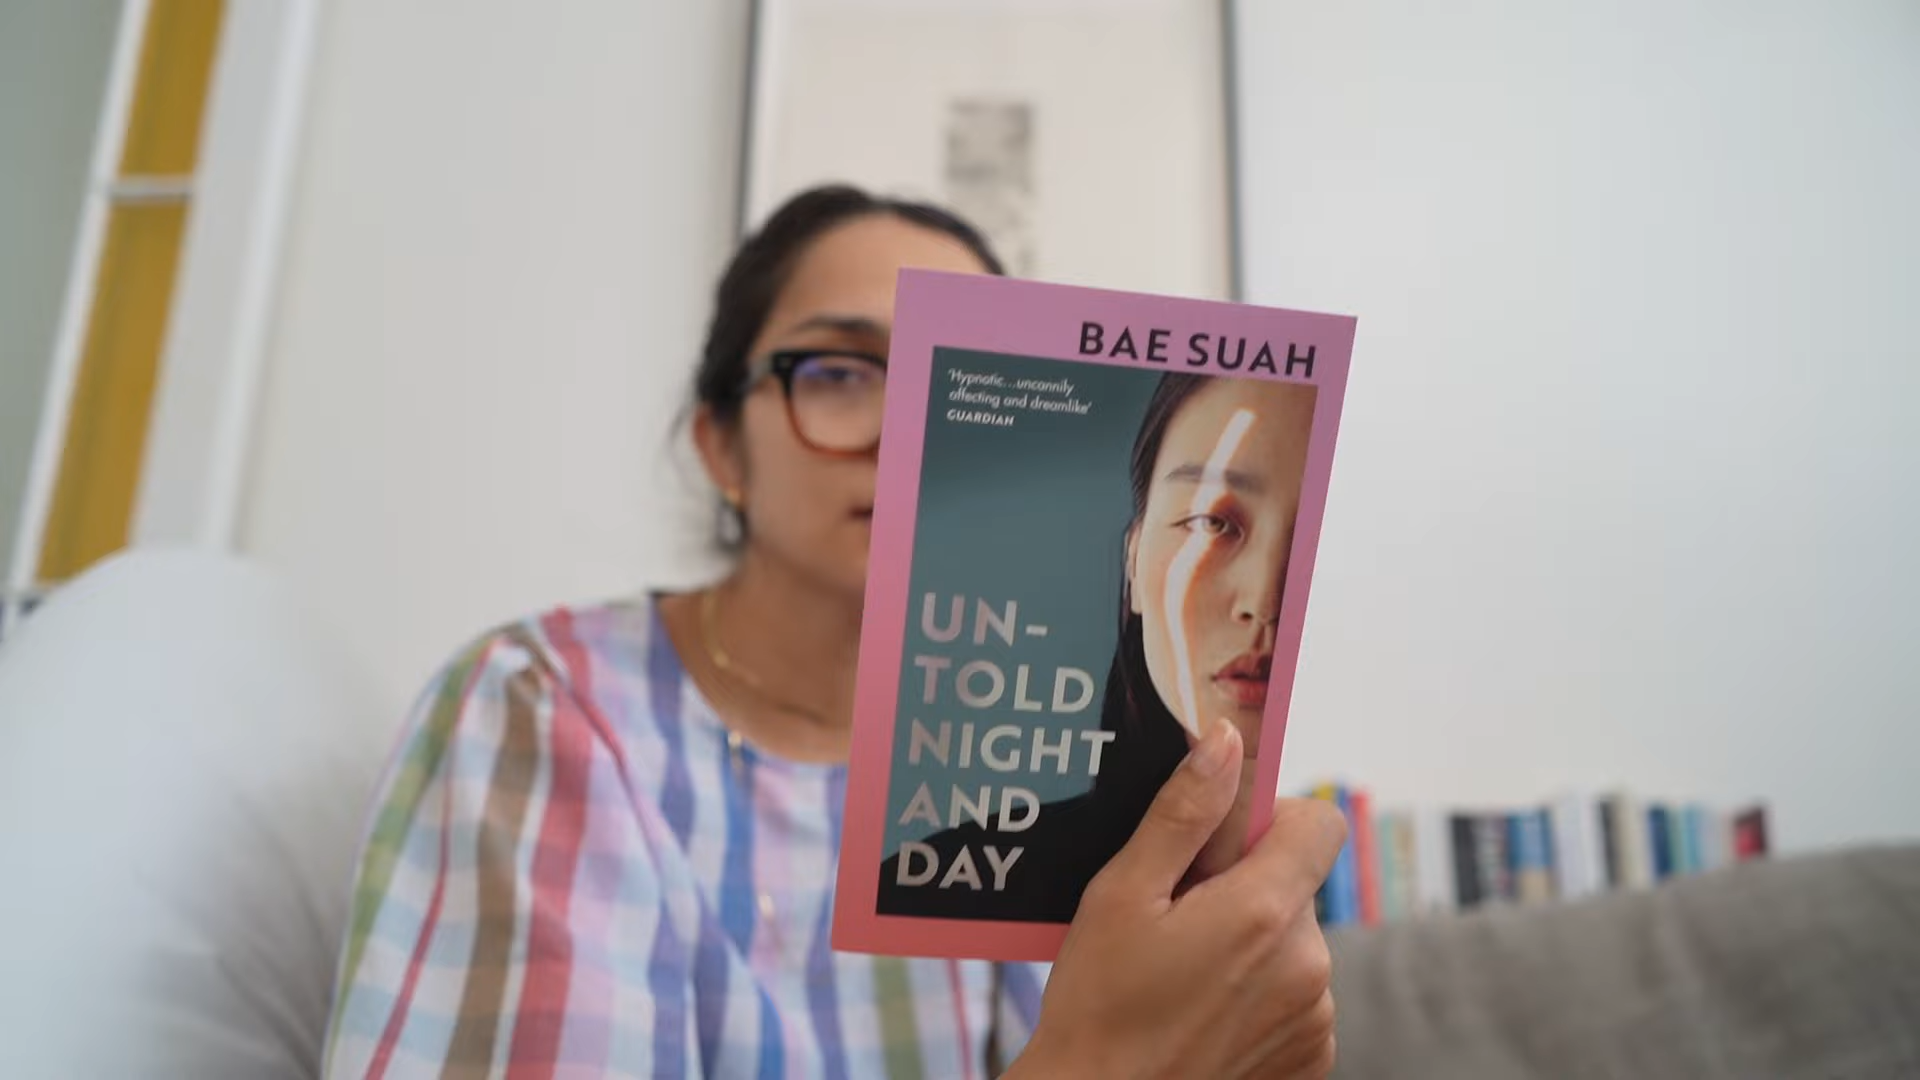 BAE SUAH
'Hypnotic...uncannily
affecting and dreamlike'
GUARDIAN
UN-
TOLD
NIGHT
AND
DAY